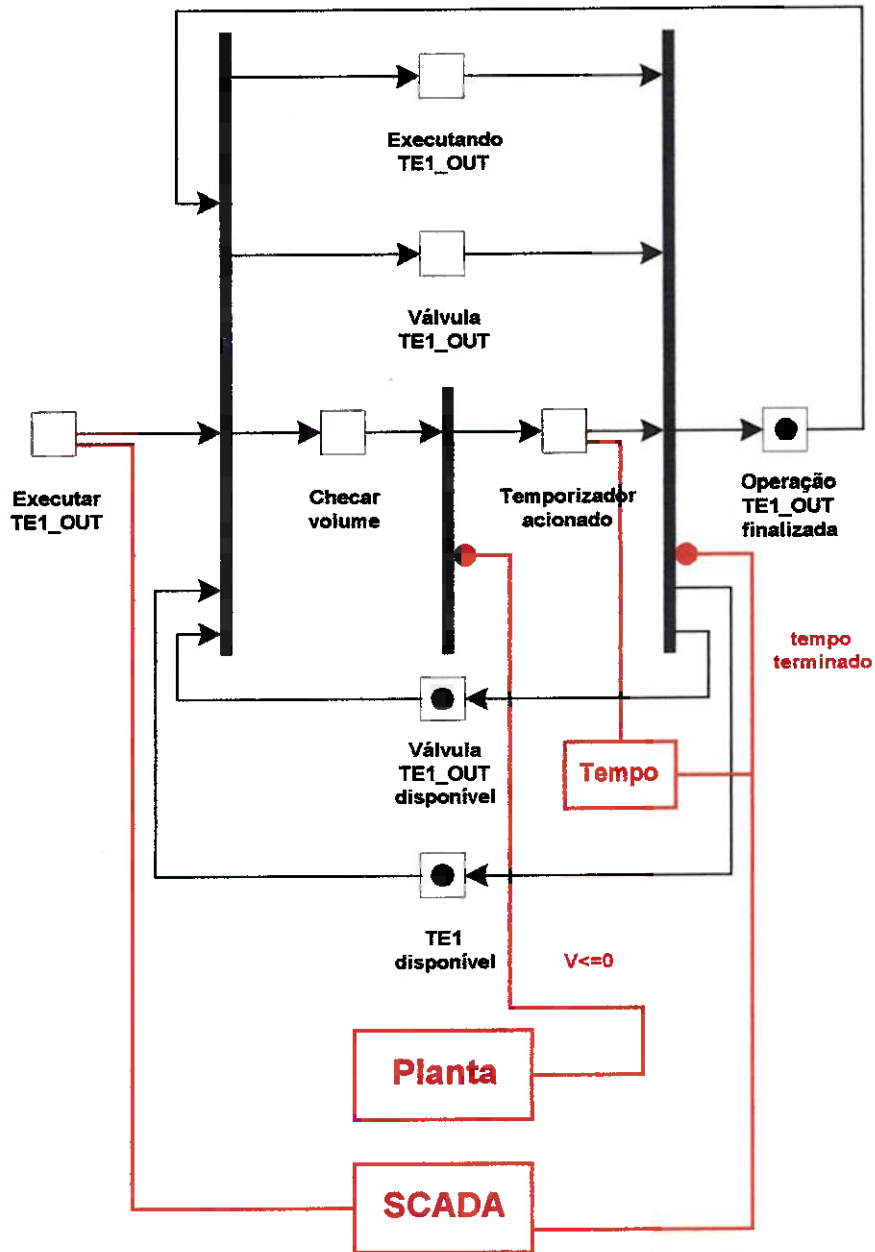 Executando
TE1_OUT
Válvula
TE1_OUT
Executar
TE1_OUT
Checar
volume
Temporizador
acionado
Operação
TE1_OUT
finalizada
tempo
terminado
Válvula
TE1_OUT
disponível
Tempo
TE1
disponível
V<=0
Planta
SCADA